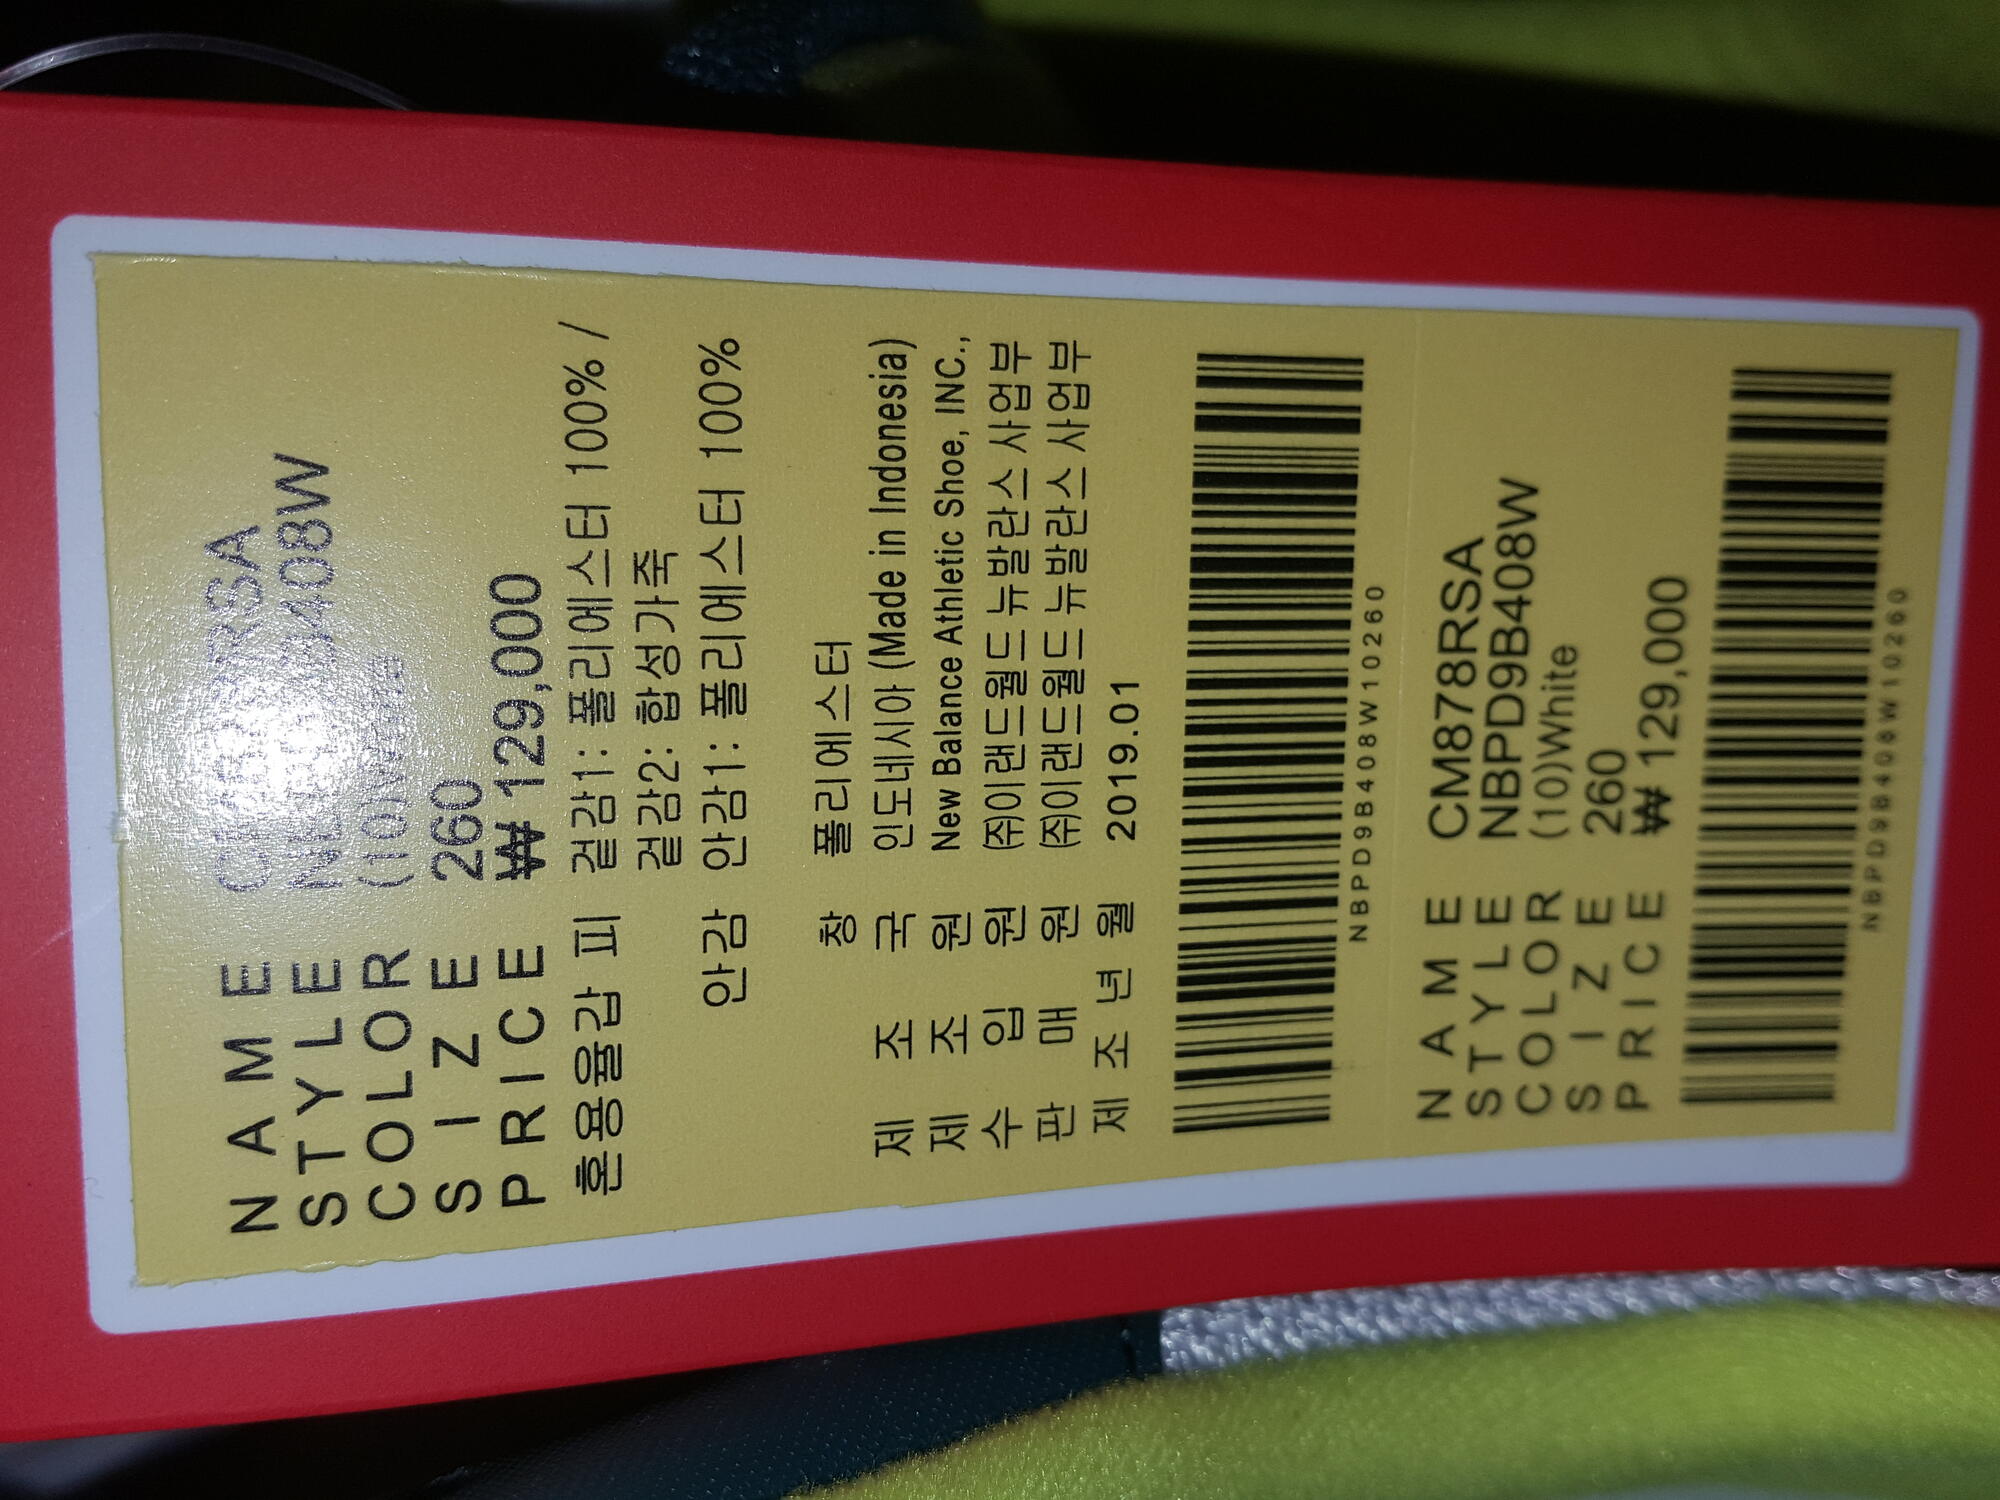 NAME CM878RSA
STYLE NBPD9B408W
COLOR (10)White
SIZE 260
PRICE ₩ 129,000
혼용율갑 피 겉감1: 폴리에스터 100% /
겉감2: 합성가죽
안감 안감1: 폴리에스터 100%
창 폴리에스터
제 조 국 인도네시아 (Made in Indonesia)
제 조 원 New Balance Athletic Shoe, INC.,
수 입 원 (주)이랜드월드 뉴발란스 사업부
판 매 원 (주)이랜드월드 뉴발란스 사업부
제 조 년 월 2019.01
NBPD9B408W10260
NAME CM878RSA
STYLE NBPD9B408W
COLOR (10)White
SIZE 260
PRICE ₩ 129,000
NBPD9B408W10260